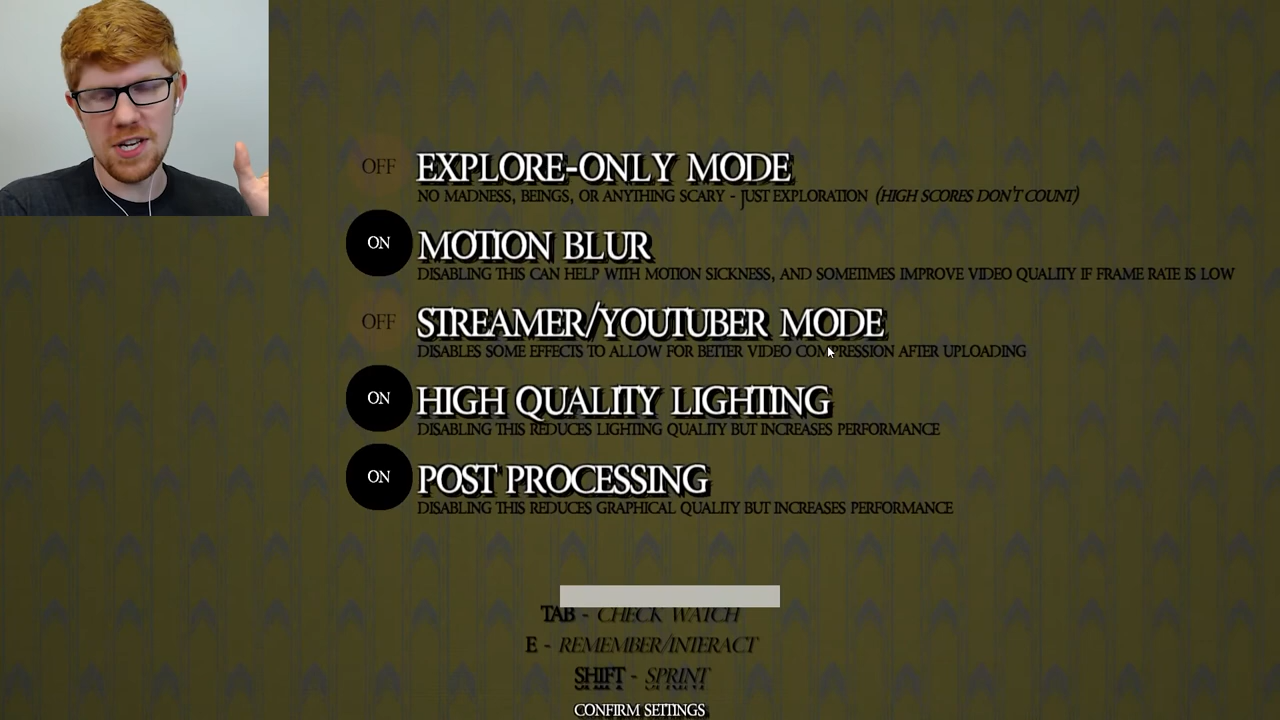 OFF EXPLORE-ONLY MODE
NO MADNESS, BEINGS, OR ANYTHING SCARY - JUST EXPLORATION (HIGH SCORES DON'T COUNT)
ON MOTION BLUR
DISABLING THIS CAN HELP WITH MOTION SICKNESS, AND SOMETIMES IMPROVE VIDEO QUALITY IF FRAME RATE IS LOW
OFF STREAMER/YOUTUBER MODE
DISABLES SOME EFFECTS TO ALLOW FOR BETTER VIDEO COMPRESSION AFTER UPLOADING
ON HIGH QUALITY LIGHTING
DISABLING THIS REDUCES LIGHTING QUALITY BUT INCREASES PERFORMANCE
ON POST PROCESSING
DISABLING THIS REDUCES GRAPHICAL QUALITY BUT INCREASES PERFORMANCE
TAB - CHECK WATCH
E - REMEMBER/INTERACT
SHIFT - SPRINT
CONFIRM SETTINGS